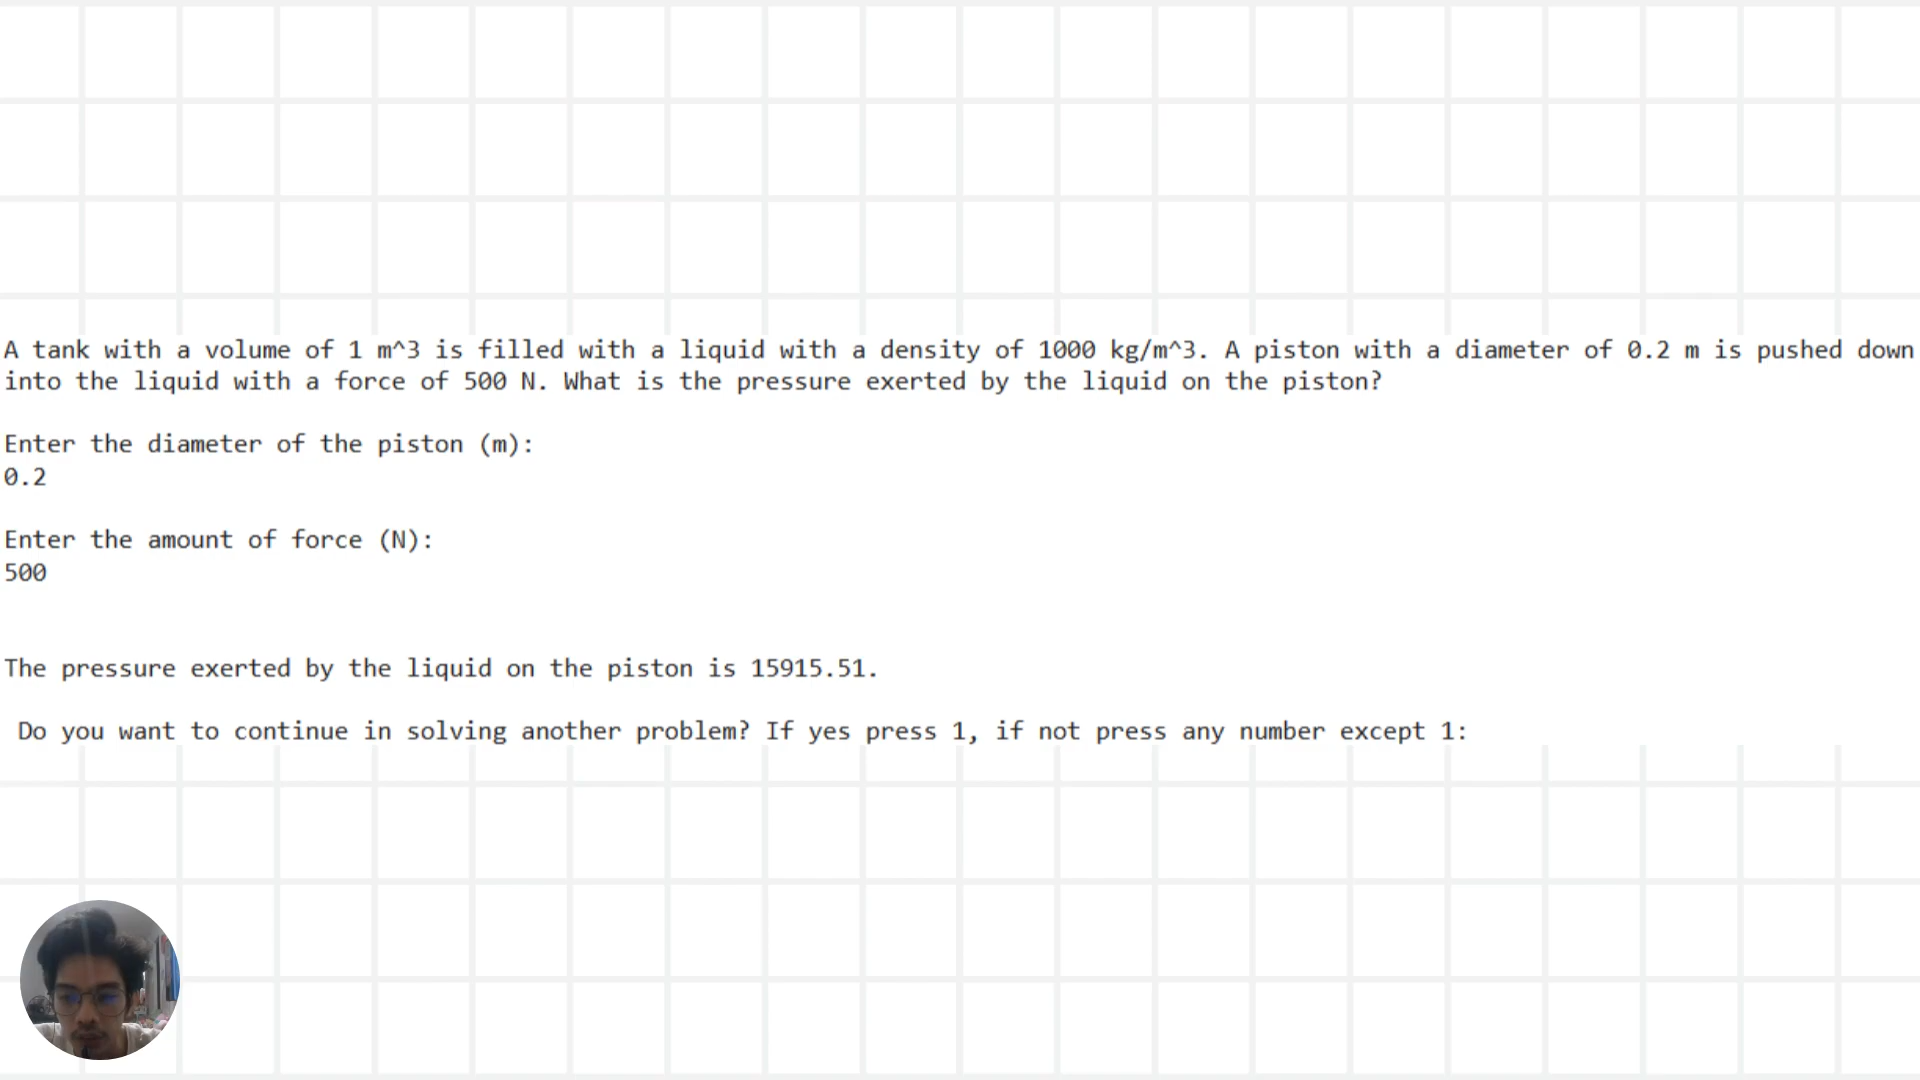 A tank with a volume of 1 m^3 is filled with a liquid with a density of 1000 kg/m^3. A piston with a diameter of 0.2 m is pushed down
into the liquid with a force of 500 N. What is the pressure exerted by the liquid on the piston?
Enter the diameter of the piston (m):
0.2
Enter the amount of force (N):
500
The pressure exerted by the liquid on the piston is 15915.51.
Do you want to continue in solving another problem? If yes press 1, if not press any number except 1: